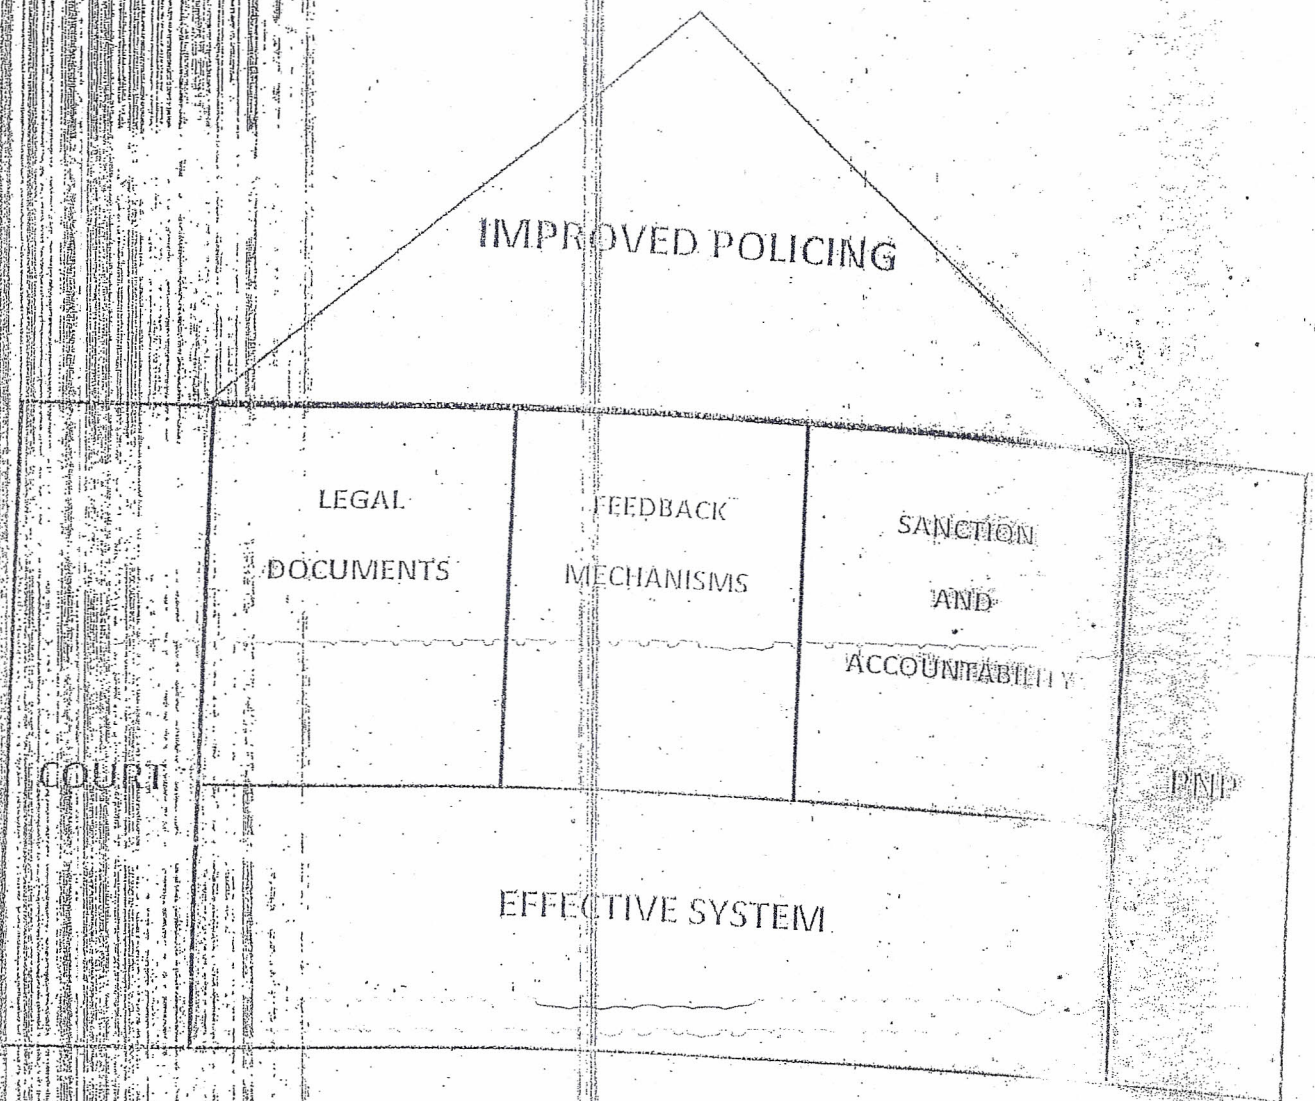 IMPROVED POLICING
LEGAL
DOCUMENTS
FEEDBACK
MECHANISMS
SANCTION
AND
ACCOUNTABILITY
COURT
PNP
EFFECTIVE SYSTEM